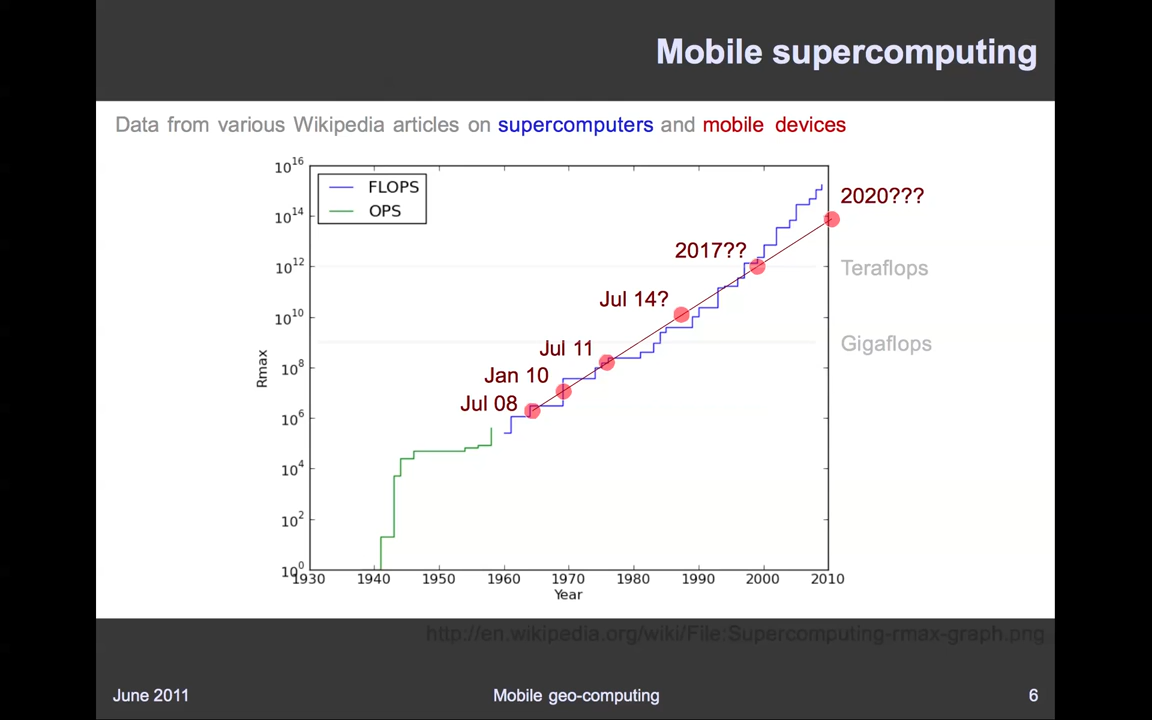 Mobile supercomputing
Data from various Wikipedia articles on supercomputers and mobile devices
10^16
FLOPS
OPS
2020???
10^14
2017??
10^12
Teraflops
Jul 14?
10^10
Gigaflops
Jul 11
10^8
Rmax
Jan 10
Jul 08
10^6
10^4
10^2
10^0
1930 1940 1950 1960 1970 1980 1990 2000 2010
Year
http://en.wikipedia.org/wiki/File:Supercomputing-rmax-graph.png
June 2011
Mobile geo-computing
6